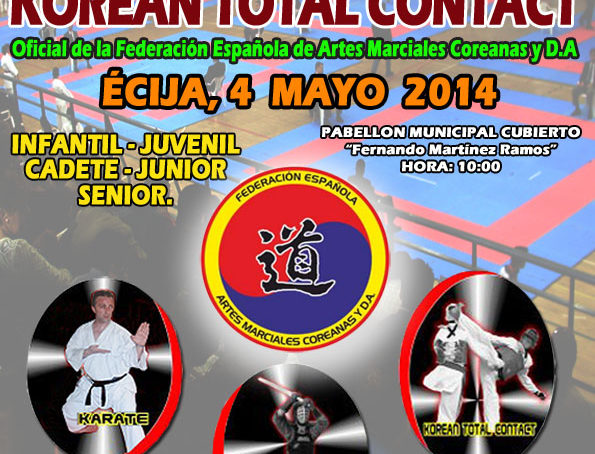 KOREAN TOTAL CONTACT
Oficial de la Federación Española de Artes Marciales Coreanas y D.A
ÉCIJA, 4 MAYO 2014
INFANTIL - JUVENIL
CADETE - JUNIOR
SENIOR.
PABELLON MUNICIPAL CUBIERTO
“Fernando Martínez Ramos”
HORA: 10:00
FEDERACIÓN ESPAÑOLA
道
ARTES MARCIALES COREANAS Y D.A.
KARATE
KOREAN TOTAL CONTACT